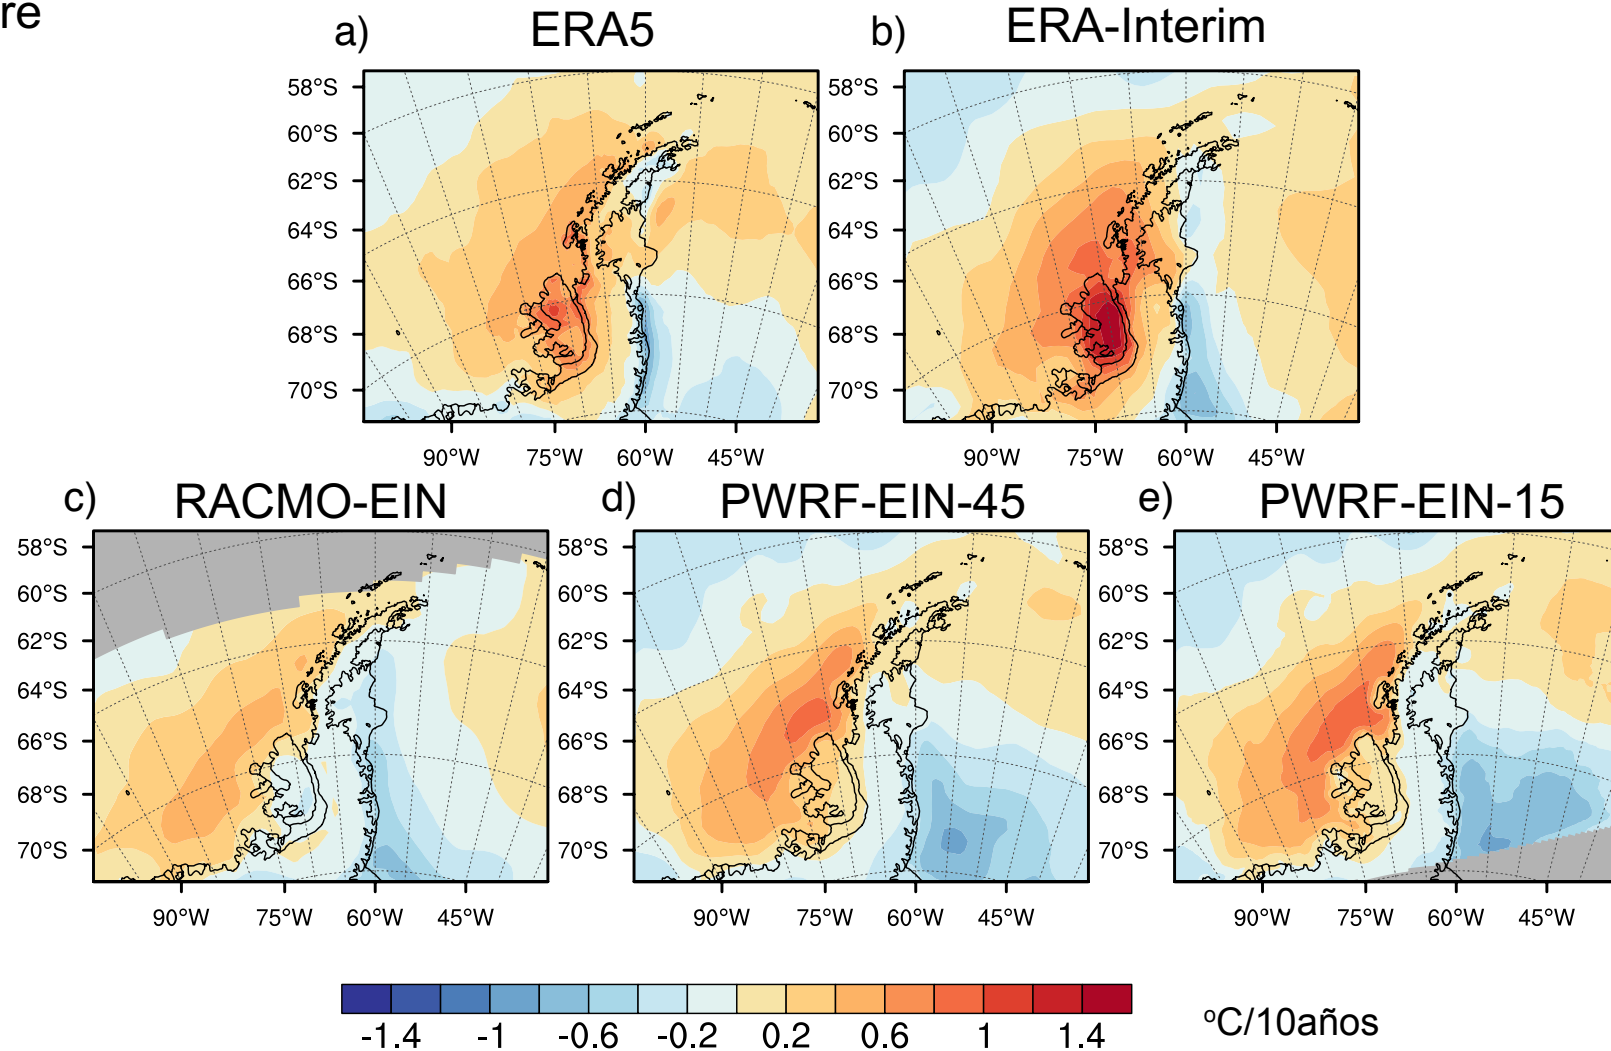 re
a) ERA5
b) ERA-Interim
58°S 58°S
60°S 60°S
62°S 62°S
64°S 64°S
66°S 66°S
68°S 68°S
70°S 70°S
90°W 75°W 60°W 45°W 90°W 75°W 60°W 45°W
c) RACMO-EIN
d) PWRF-EIN-45
e) PWRF-EIN-15
58°S 58°S 58°S
60°S 60°S 60°S
62°S 62°S 62°S
64°S 64°S 64°S
66°S 66°S 66°S
68°S 68°S 68°S
70°S 70°S 70°S
90°W 75°W 60°W 45°W 90°W 75°W 60°W 45°W 90°W 75°W 60°W 45°W
-1.4 -1 -0.6 -0.2 0.2 0.6 1 1.4
ºC/10años